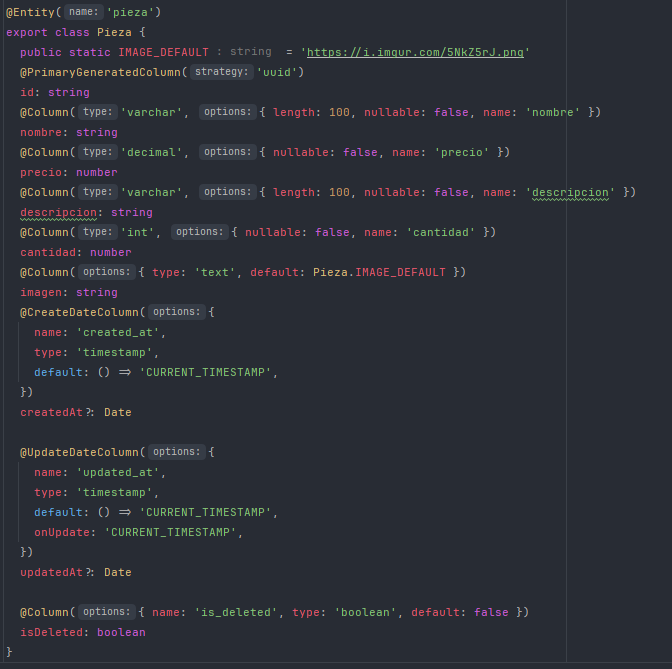 @Entity( name: 'pieza')
export class Pieza {
  public static IMAGE_DEFAULT : string = 'https://i.imgur.com/5NkZ5rJ.png'
  @PrimaryGeneratedColumn( strategy: 'uuid')
  id: string
  @Column( type: 'varchar', options: { length: 100, nullable: false, name: 'nombre' })
  nombre: string
  @Column( type: 'decimal', options: { nullable: false, name: 'precio' })
  precio: number
  @Column( type: 'varchar', options: { length: 100, nullable: false, name: 'descripcion' })
  descripcion: string
  @Column( type: 'int', options: { nullable: false, name: 'cantidad' })
  cantidad: number
  @Column( options: { type: 'text', default: Pieza.IMAGE_DEFAULT })
  imagen: string
  @CreateDateColumn( options: {
    name: 'created_at',
    type: 'timestamp',
    default: () => 'CURRENT_TIMESTAMP',
  })
  createdAt?: Date

  @UpdateDateColumn( options: {
    name: 'updated_at',
    type: 'timestamp',
    default: () => 'CURRENT_TIMESTAMP',
    onUpdate: 'CURRENT_TIMESTAMP',
  })
  updatedAt?: Date

  @Column( options: { name: 'is_deleted', type: 'boolean', default: false })
  isDeleted: boolean
}